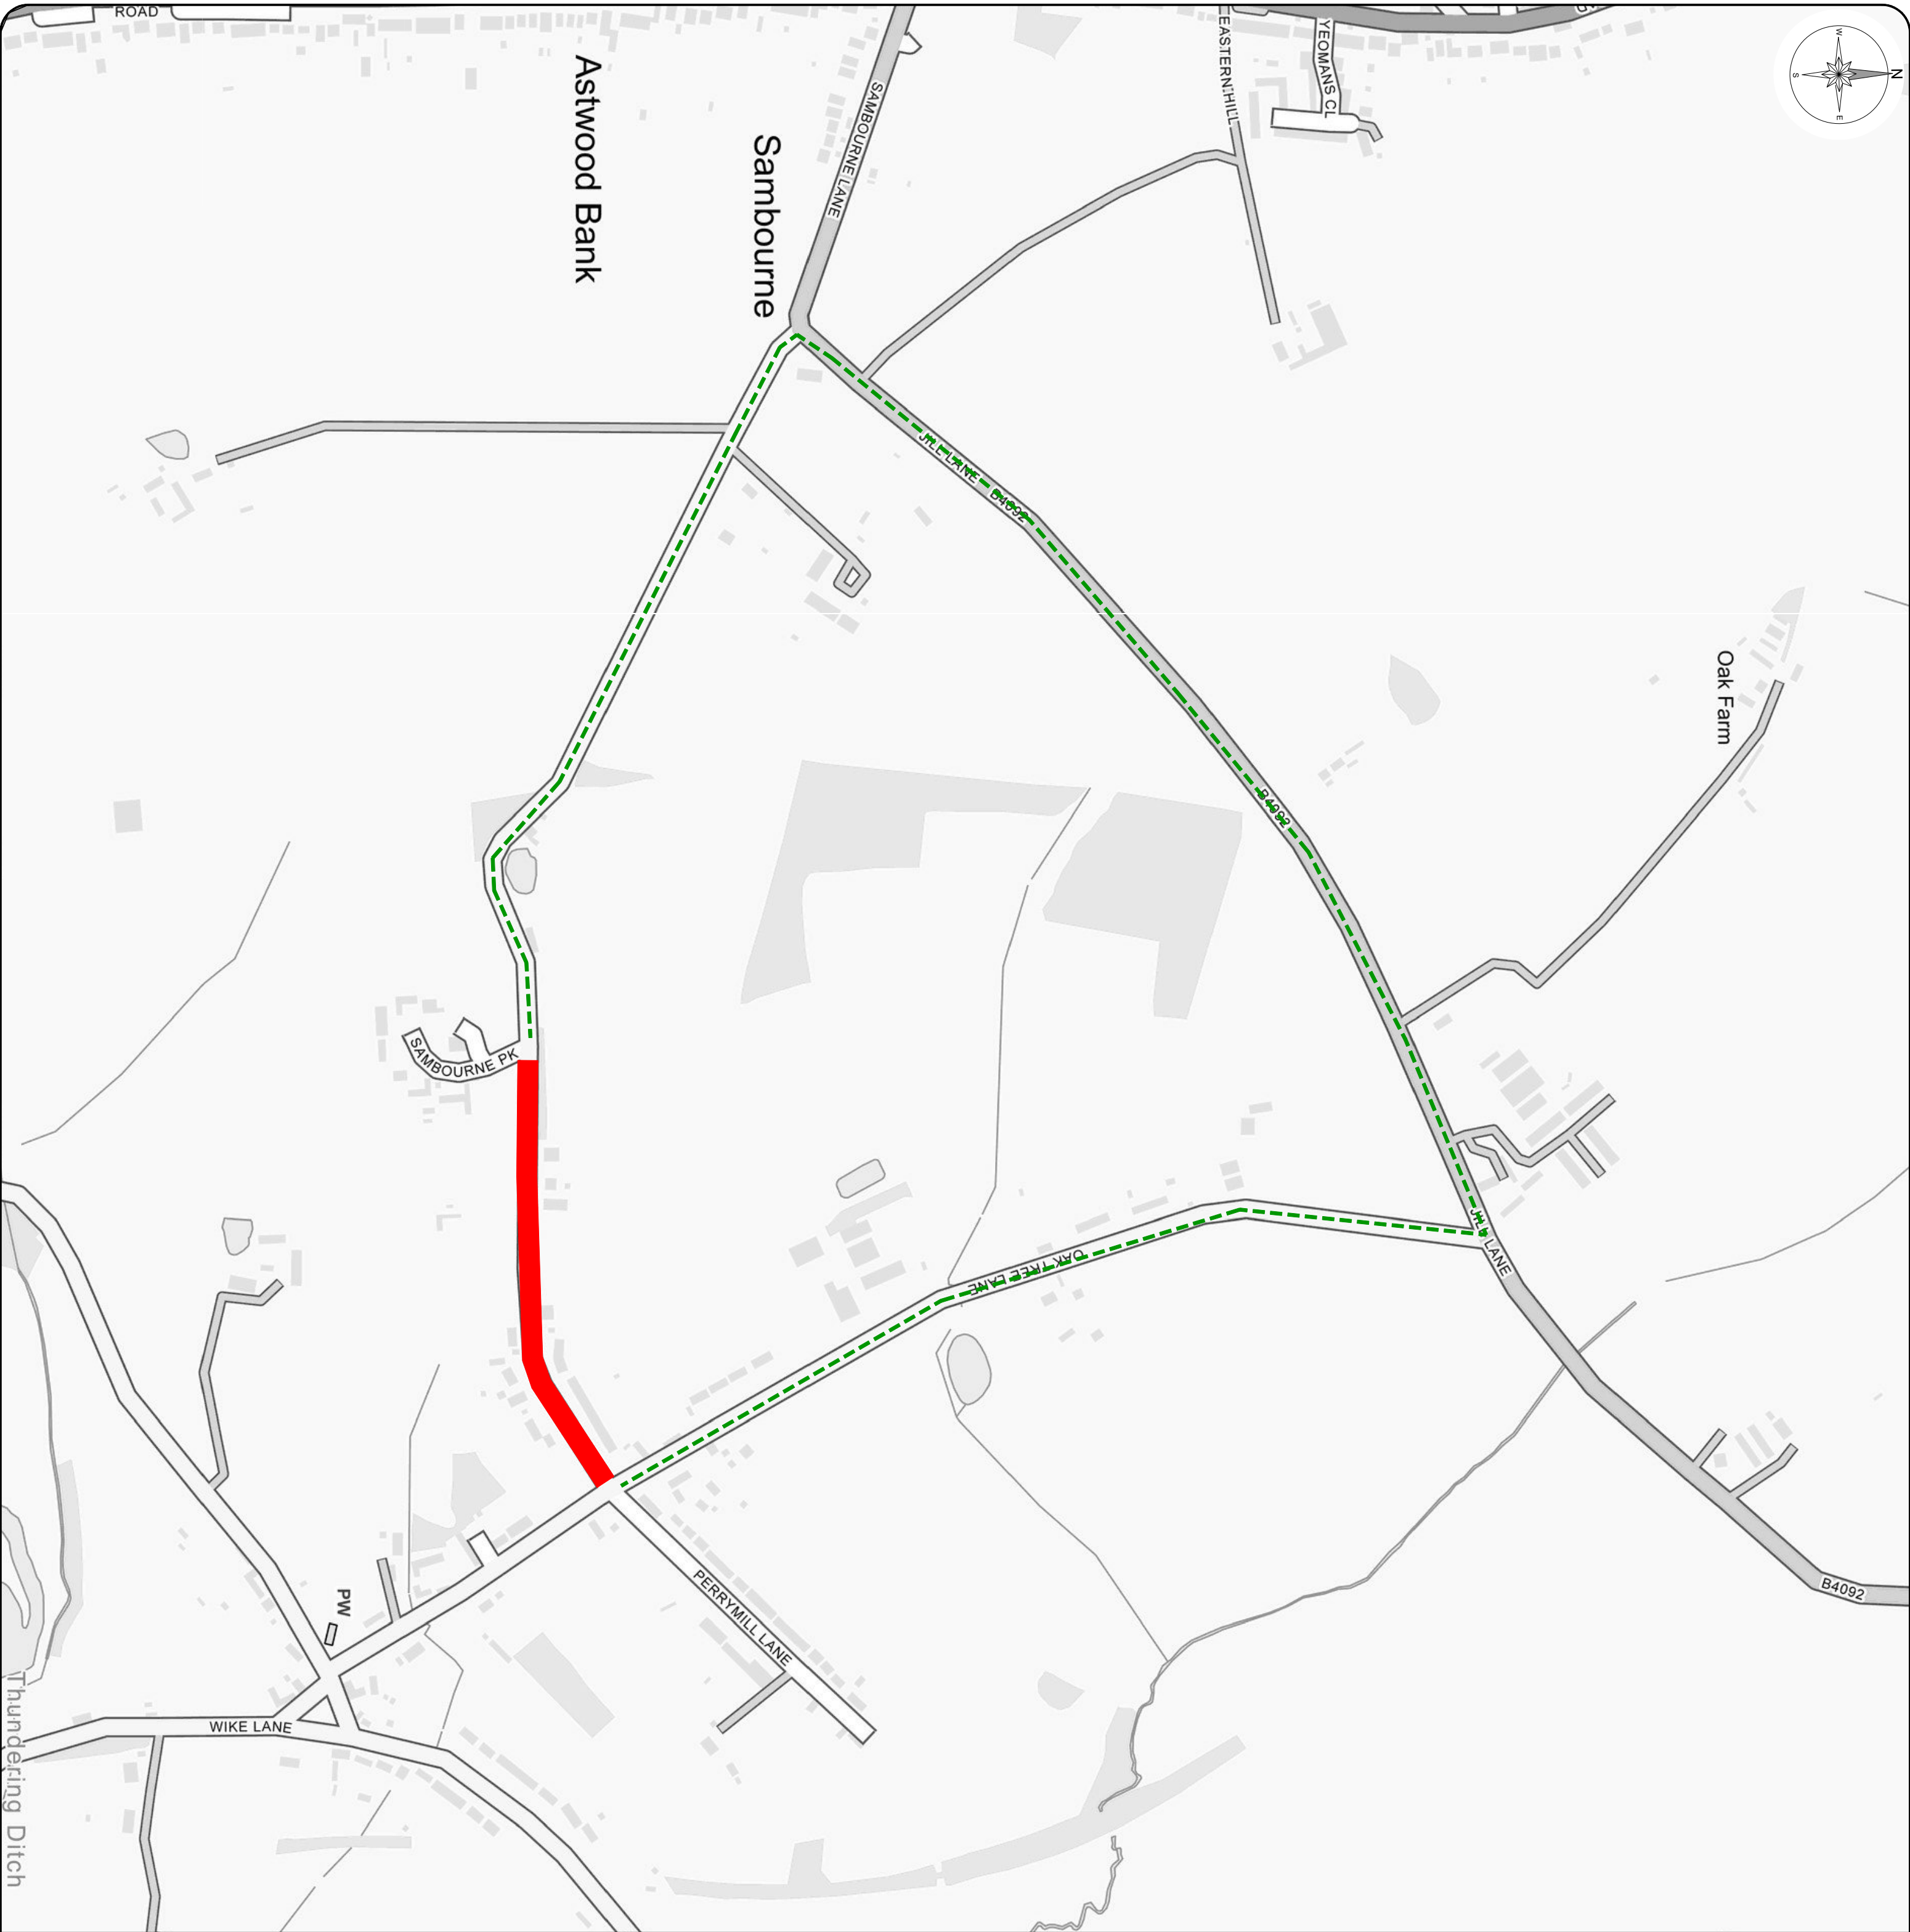 ROAD
EASTERN HILL
YEOMANS CL
N
W
S
E
SAMBOURNE LANE
Astwood Bank
Sambourne
JILL LANE
B4092
Oak Farm
B4092
SAMBOURNE PK
JILL LANE
OAK TREE LANE
B4092
PERRYMILL LANE
PW
WIKE LANE
Thundering Ditch